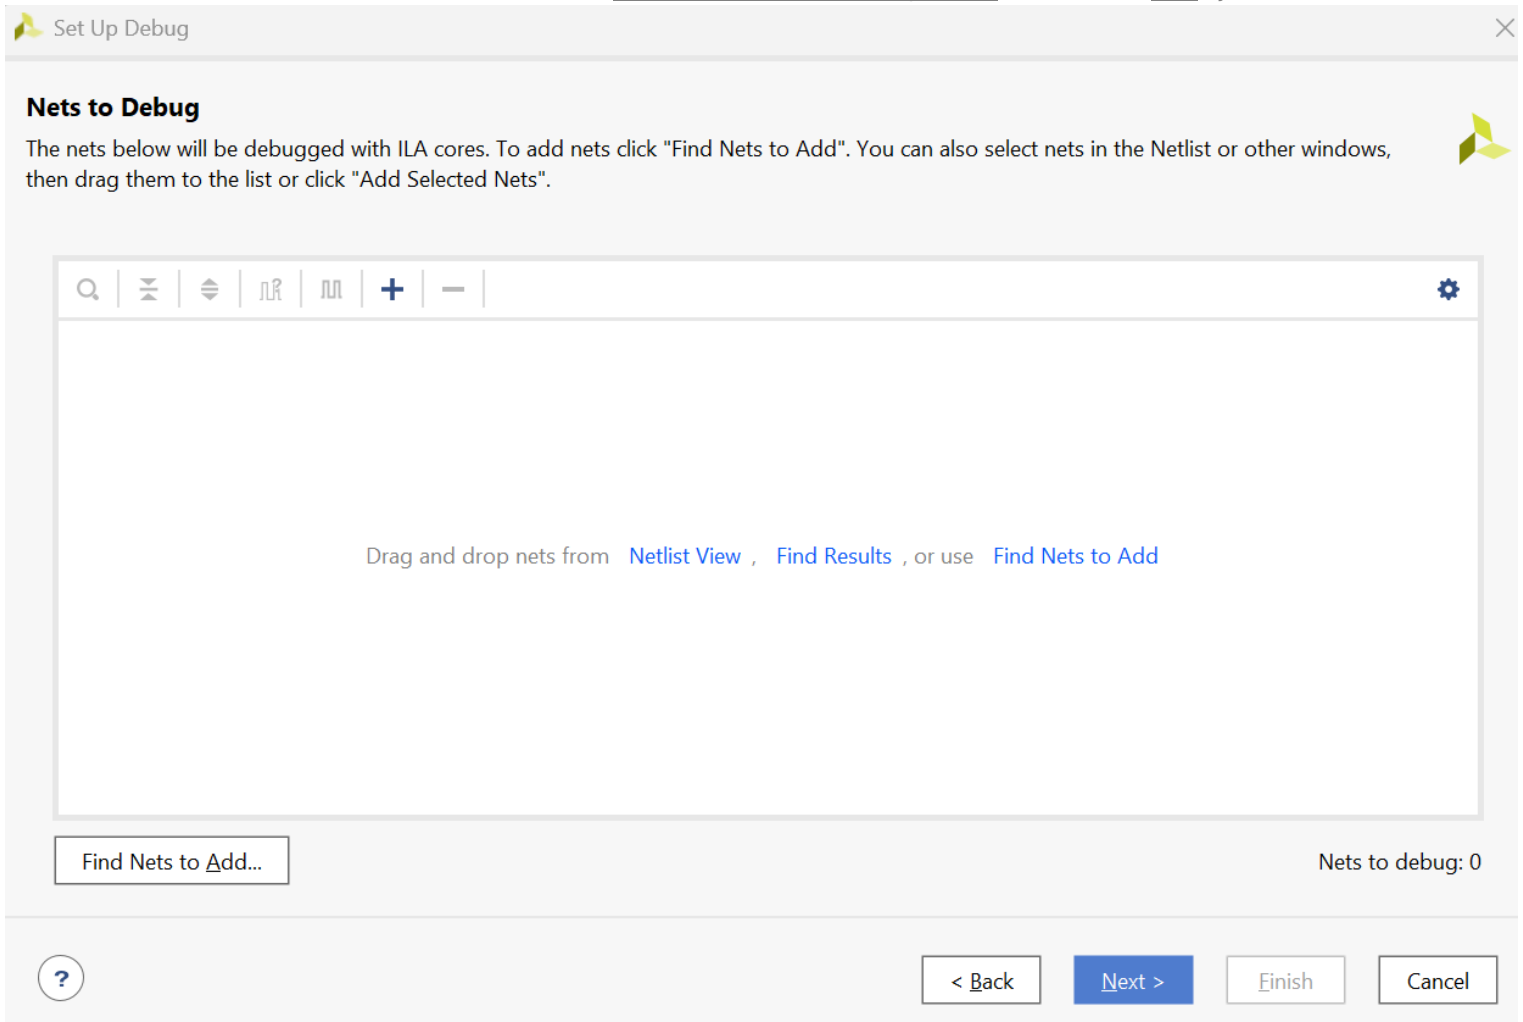 Set Up Debug
Nets to Debug
The nets below will be debugged with ILA cores. To add nets click "Find Nets to Add". You can also select nets in the Netlist or other windows,
then drag them to the list or click "Add Selected Nets".
Drag and drop nets from Netlist View , Find Results , or use Find Nets to Add
Find Nets to Add...
Nets to debug: 0
?
< Back
Next >
Finish
Cancel